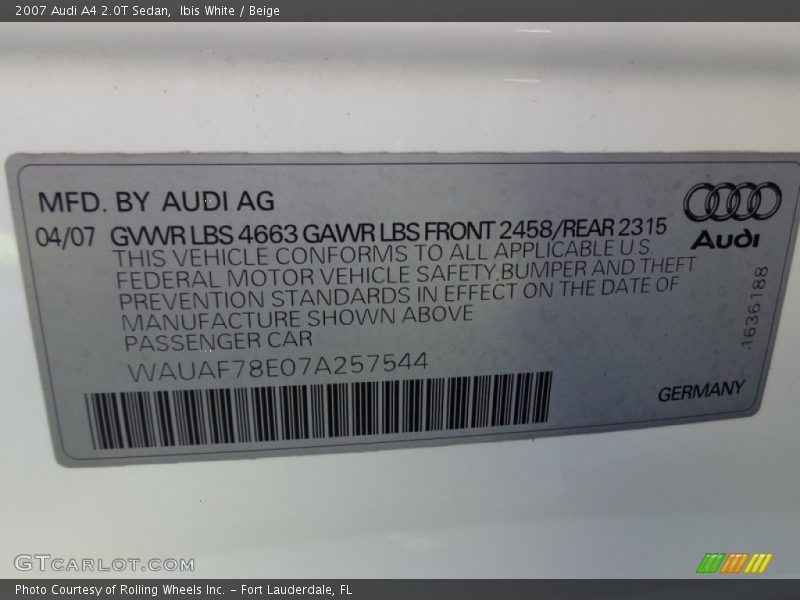 2007 Audi A4 2.0T Sedan,  Ibis White / Beige
MFD. BY AUDI AG
04/07 GVWR LBS 4663 GAWR LBS FRONT 2458/REAR 2315
THIS VEHICLE CONFORMS TO ALL APPLICABLE U S
FEDERAL MOTOR VEHICLE SAFETY,BUMPER AND THEFT
PREVENTION STANDARDS IN EFFECT ON THE DATE OF
MANUFACTURE SHOWN ABOVE
PASSENGER CAR
WAUAF78E07A257544
Audi
.1636188
GERMANY
GTCARLOT.COM
Photo Courtesy of Rolling Wheels Inc. – Fort Lauderdale, FL